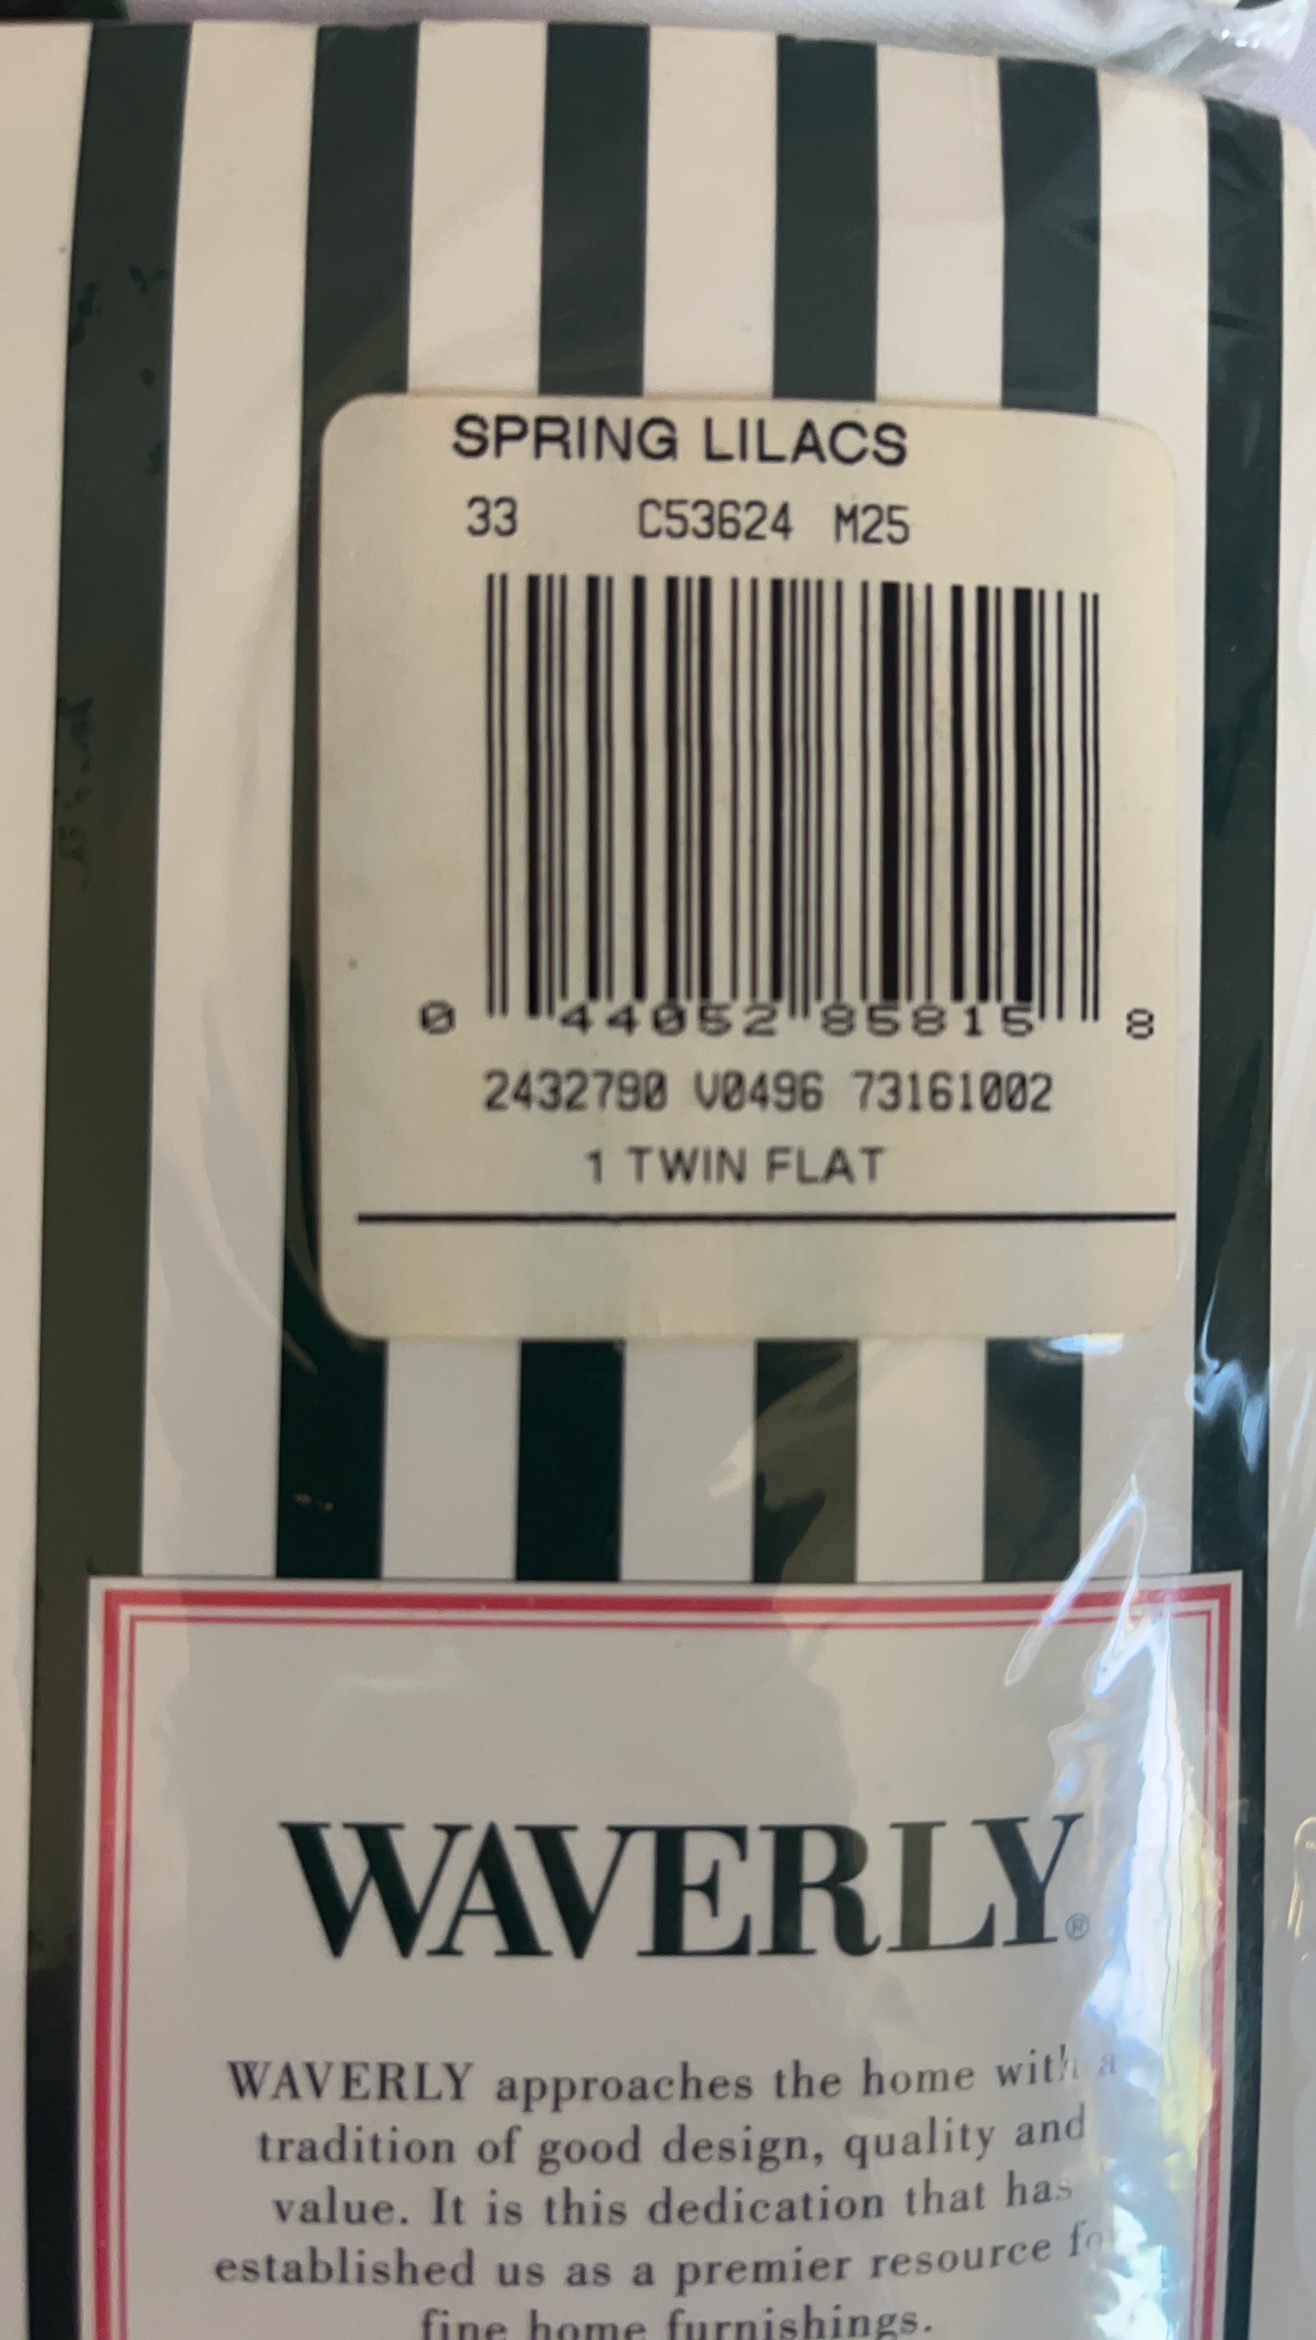 SPRING LILACS
33 C53624 M25
0 44052 85815 8
2432790 V0496 73161002
1 TWIN FLAT
WAVERLY®
WAVERLY approaches the home with a
tradition of good design, quality and
value. It is this dedication that has
established us as a premier resource for
fine home furnishings.